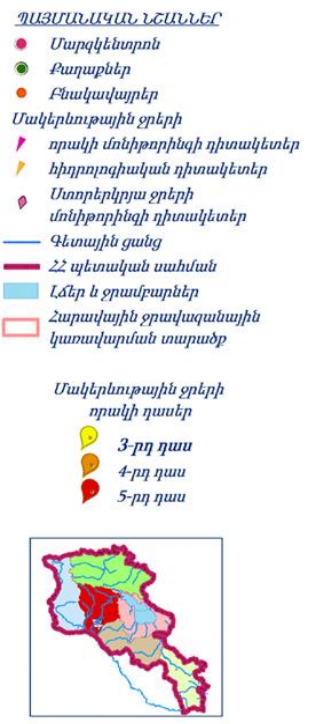 ՊԱՅՄԱՆԱԿԱՆ ՆՇԱՆՆԵՐ
Մարզկենտրոն
Քաղաքներ
Բնակավայրեր
Մակերևութային ջրերի
որակի մոնիթորինգի դիտակետեր
հիդրոլոգիական դիտակետեր
Ստորերկրյա ջրերի
մոնիթորինգի դիտակետեր
Գետային ցանց
ՀՀ պետական սահման
Լճեր և ջրամբարներ
Հարավային ջրավազանային
կառավարման տարածք
Մակերևութային ջրերի
որակի դասեր
3-րդ դաս
4-րդ դաս
5-րդ դաս